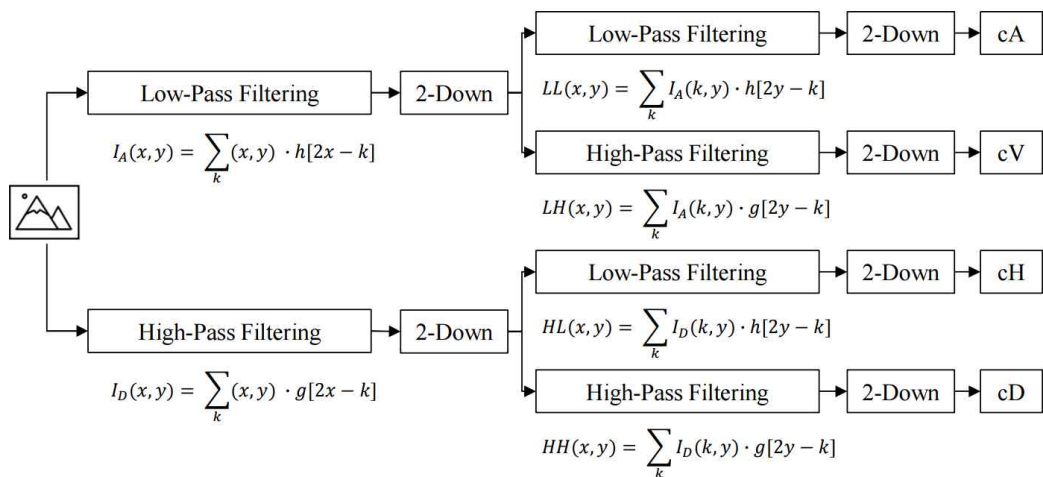 Low-Pass Filtering 2-Down cA
Low-Pass Filtering 2-Down
LL(x,y) = ∑_k I_A(k,y) · h[2y − k]
I_A(x,y) = ∑_k (x,y) · h[2x − k]
High-Pass Filtering 2-Down cV
LH(x,y) = ∑_k I_A(k,y) · g[2y − k]
Low-Pass Filtering 2-Down cH
High-Pass Filtering 2-Down
HL(x,y) = ∑_k I_D(k,y) · h[2y − k]
I_D(x,y) = ∑_k (x,y) · g[2x − k]
High-Pass Filtering 2-Down cD
HH(x,y) = ∑_k I_D(k,y) · g[2y − k]